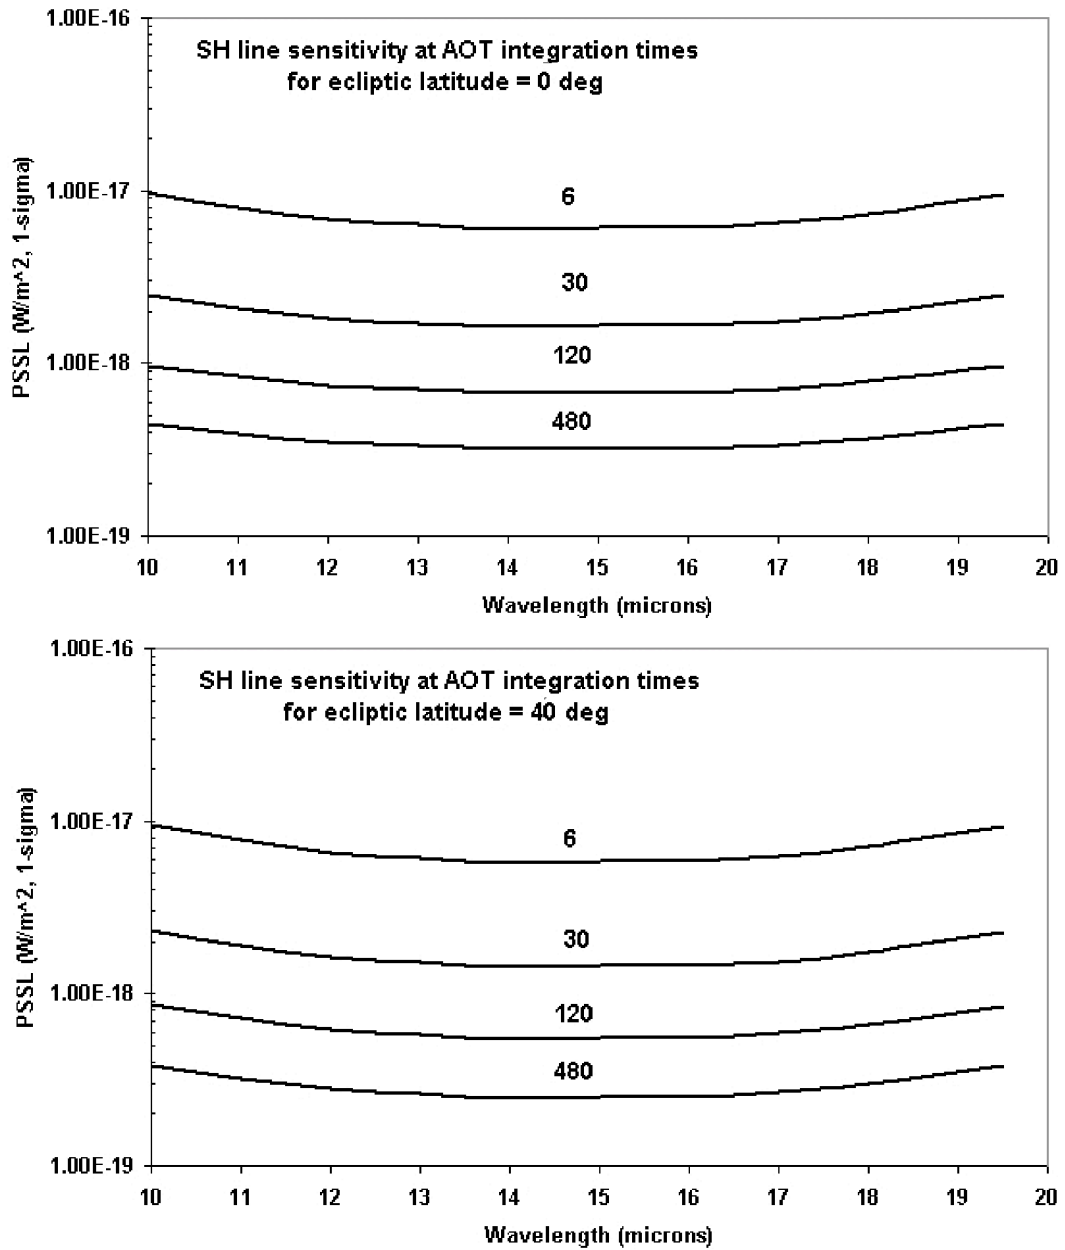 1.00E-16
SH line sensitivity at AOT integration times
for ecliptic latitude = 0 deg
1.00E-17
6
30
1.00E-18
120
480
1.00E-19
PSSL (W/m^2, 1-sigma)
10 11 12 13 14 15 16 17 18 19 20
Wavelength (microns)
1.00E-16
SH line sensitivity at AOT integration times
for ecliptic latitude = 40 deg
1.00E-17
6
30
1.00E-18
120
480
1.00E-19
PSSL (W/m^2, 1-sigma)
10 11 12 13 14 15 16 17 18 19 20
Wavelength (microns)